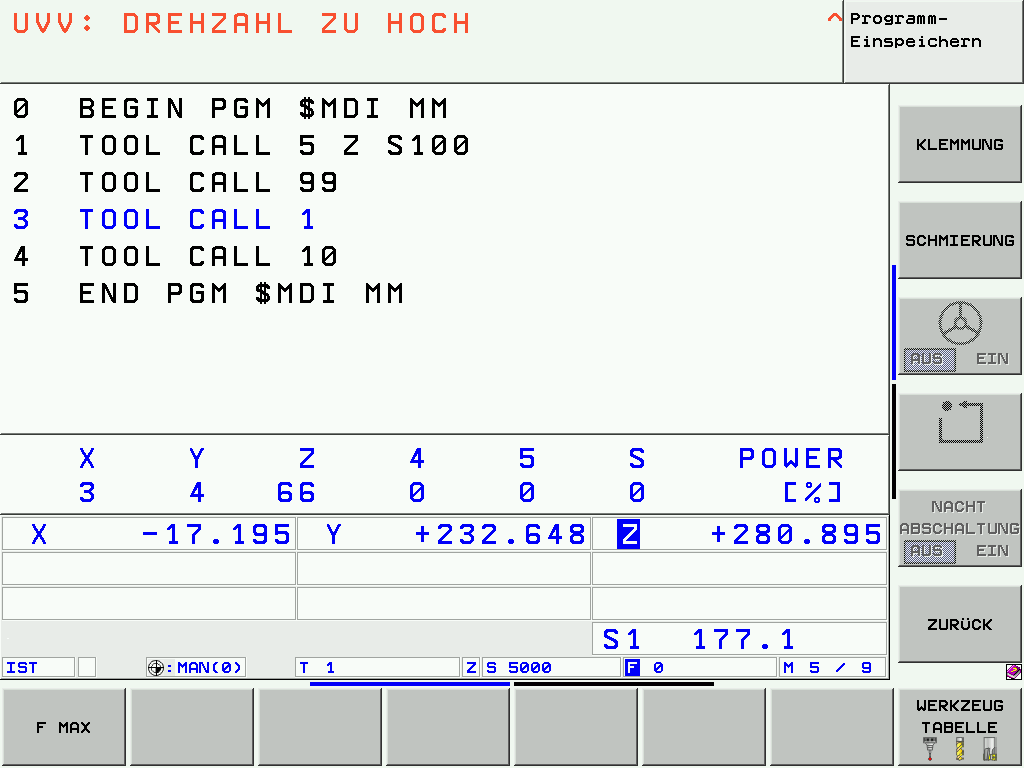 UVV: DREHZAHL ZU HOCH
^
Programm-
Einspeichern
0 BEGIN PGM $MDI MM
1 TOOL CALL 5 Z S100
2 TOOL CALL 99
3 TOOL CALL 1
4 TOOL CALL 10
5 END PGM $MDI MM
X Y Z 4 5 S POWER
3 4 66 0 0 0 [%]
X -17.195 Y +232.648 Z +280.895
S1 177.1
IST :MAN(0) T 1 Z S 5000 F 0 M 5 / 9
KLEMMUNG
SCHMIERUNG
AUS EIN
NACHT
ABSCHALTUNG
AUS EIN
ZURÜCK
F MAX
WERKZEUG
TABELLE